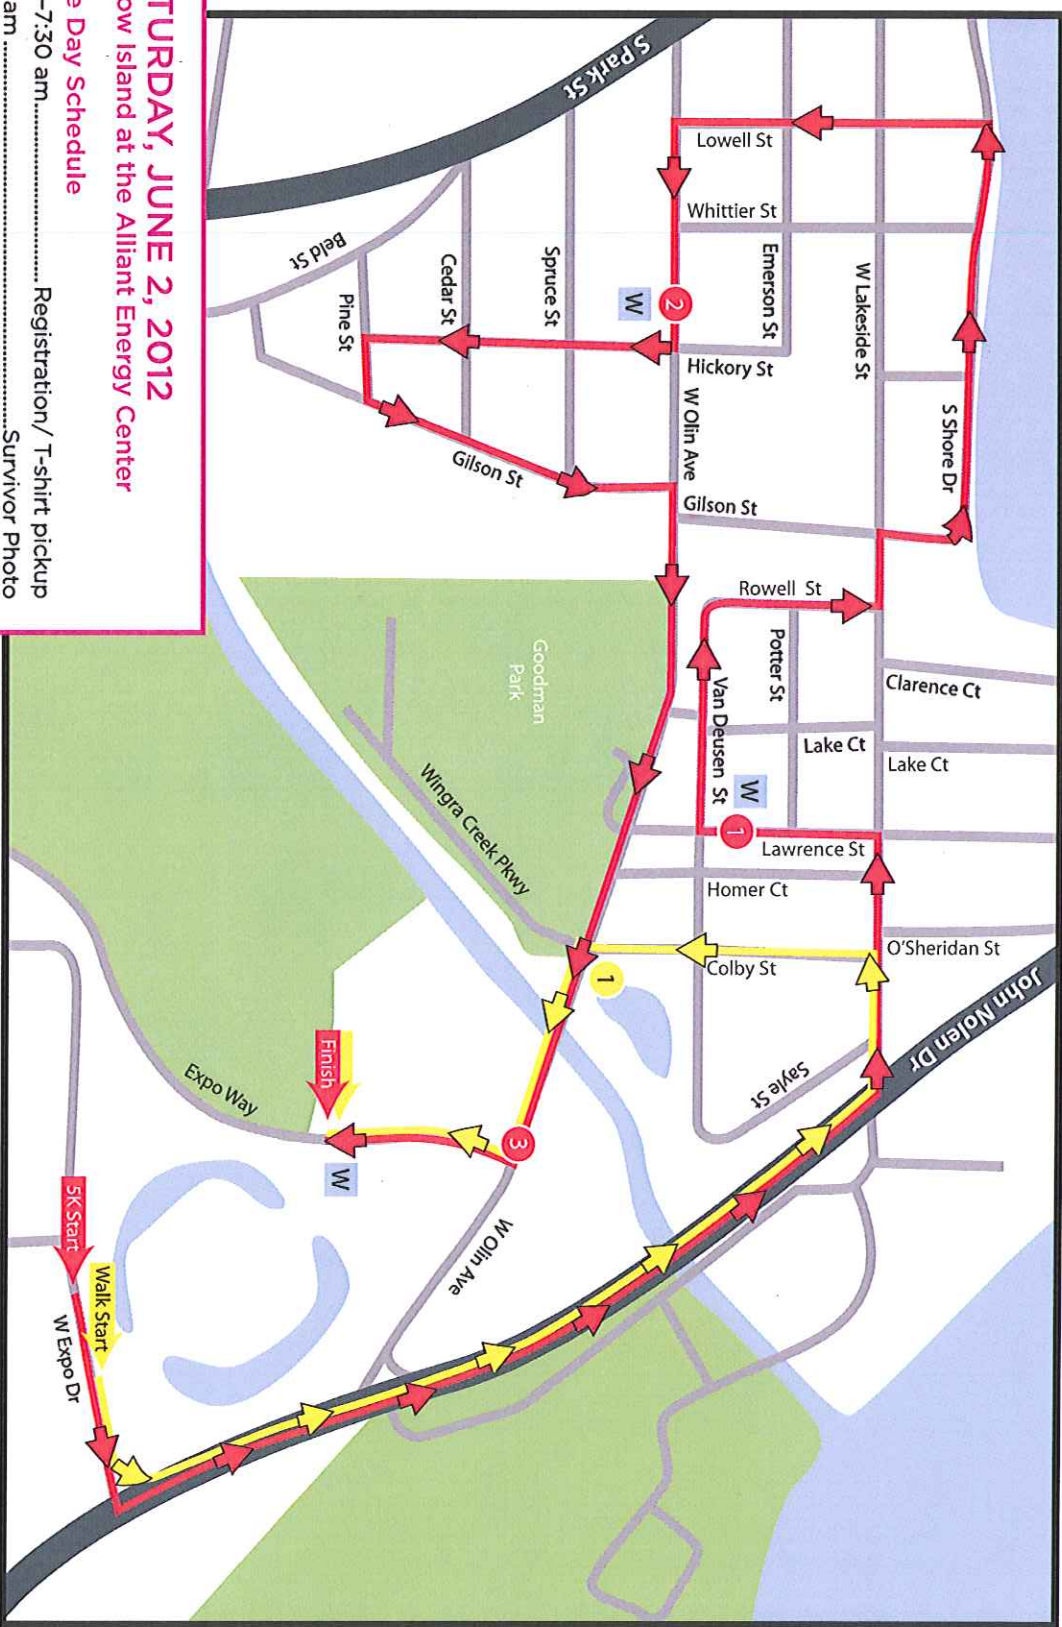 S Park St
Lowell St
Whittier St
Emerson St
W Lakeside St
Beld St
Pine St
Cedar St
Spruce St
W
2
Hickory St
W Olin Ave
S Shore Dr
Gilson St
Gilson St
Rowell St
Potter St
Clarence Ct
Van Deusen St
Lake Ct
Lake Ct
W
1
Lawrence St
Homer Ct
O'Sheridan St
Colby St
1
Goodman
Park
Wingra Creek Pkwy
John Nolen Dr
Sayle St
Finish
Expo Way
3
W
W Olin Ave
5K Start
Walk Start
W Expo Dr
TURDAY, JUNE 2, 2012
ow Island at the Alliant Energy Center
e Day Schedule
–7:30 am..............................Registration/ T-shirt pickup
am ..............................Survivor Photo